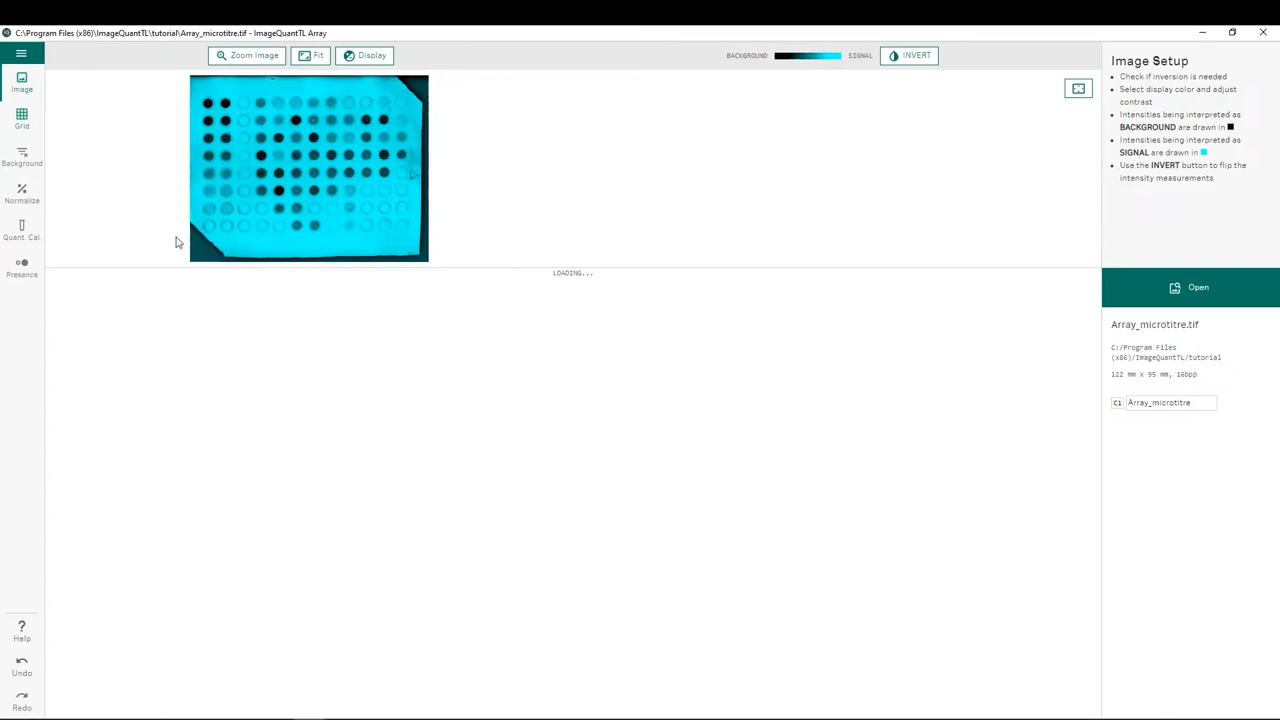 C:\Program Files (x86)\ImageQuantTL\tutorial\Array_microtitre.tif - ImageQuantTL Array
Zoom Image
Fit
Display
BACKGROUND
SIGNAL
INVERT
Image
Grid
Background
Normalize
Quant. Cal.
Presence
Help
Undo
Redo
LOADING...
Image Setup
Check if inversion is needed
Select display color and adjust
contrast
Intensities being interpreted as
BACKGROUND are drawn in
Intensities being interpreted as
SIGNAL are drawn in
Use the INVERT button to flip the
intensity measurements
Open
Array_microtitre.tif
C:/Program Files
(x86)/ImageQuantTL/tutorial
122 mm x 95 mm, 16bpp
C1 Array_microtitre